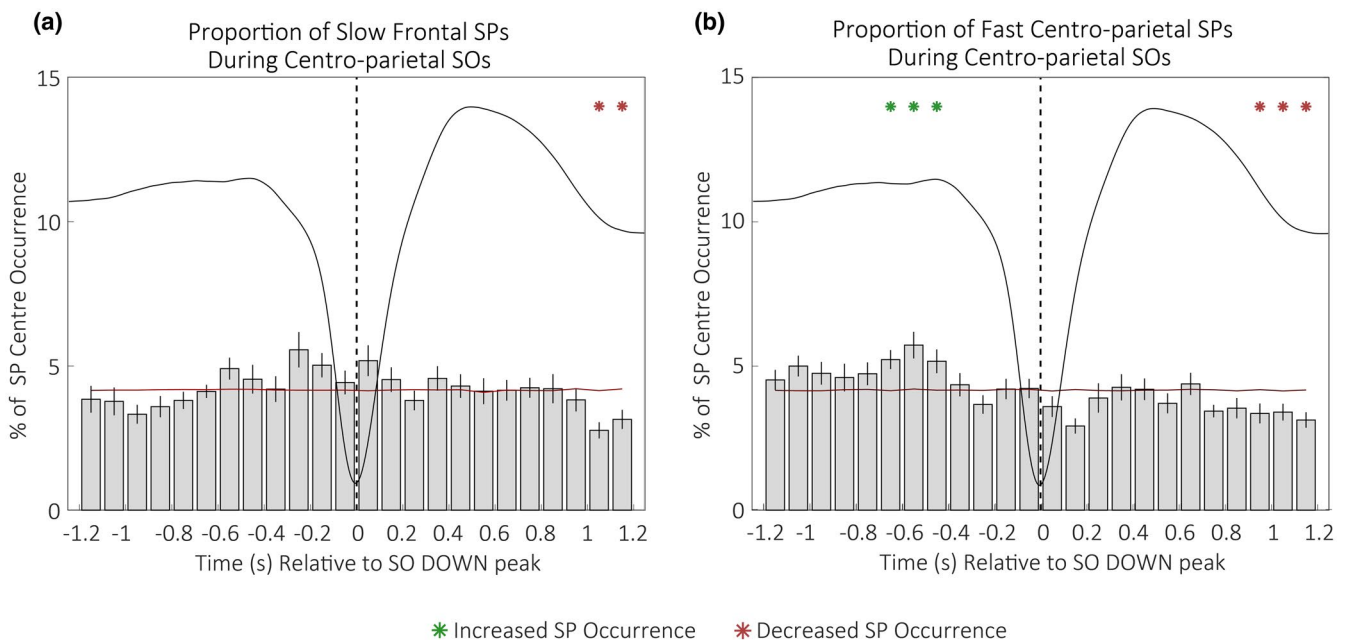 (a)
Proportion of Slow Frontal SPs
During Centro-parietal SOs
15
10
5
0
% of SP Centre Occurrence
-1.2 -1 -0.8 -0.6 -0.4 -0.2 0 0.2 0.4 0.6 0.8 1 1.2
Time (s) Relative to SO DOWN peak
(b)
Proportion of Fast Centro-parietal SPs
During Centro-parietal SOs
15
10
5
0
% of SP Centre Occurrence
-1.2 -1 -0.8 -0.6 -0.4 -0.2 0 0.2 0.4 0.6 0.8 1 1.2
Time (s) Relative to SO DOWN peak
Increased SP Occurrence
Decreased SP Occurrence